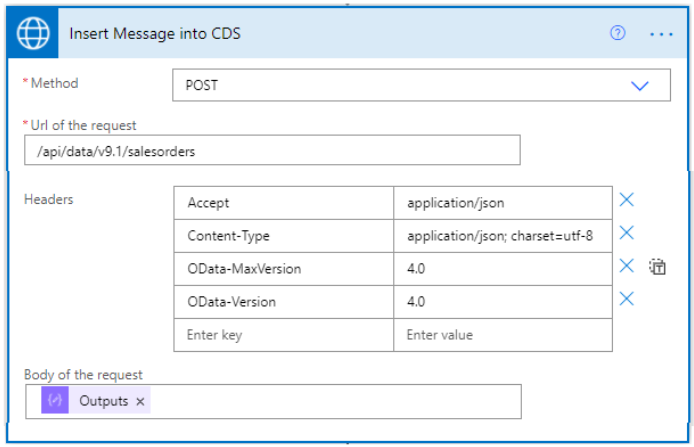 Insert Message into CDS
* Method
POST
* Url of the request
/api/data/v9.1/salesorders
Headers
Accept application/json
Content-Type application/json; charset=utf-8
OData-MaxVersion 4.0
OData-Version 4.0
Enter key Enter value
Body of the request
Outputs ×